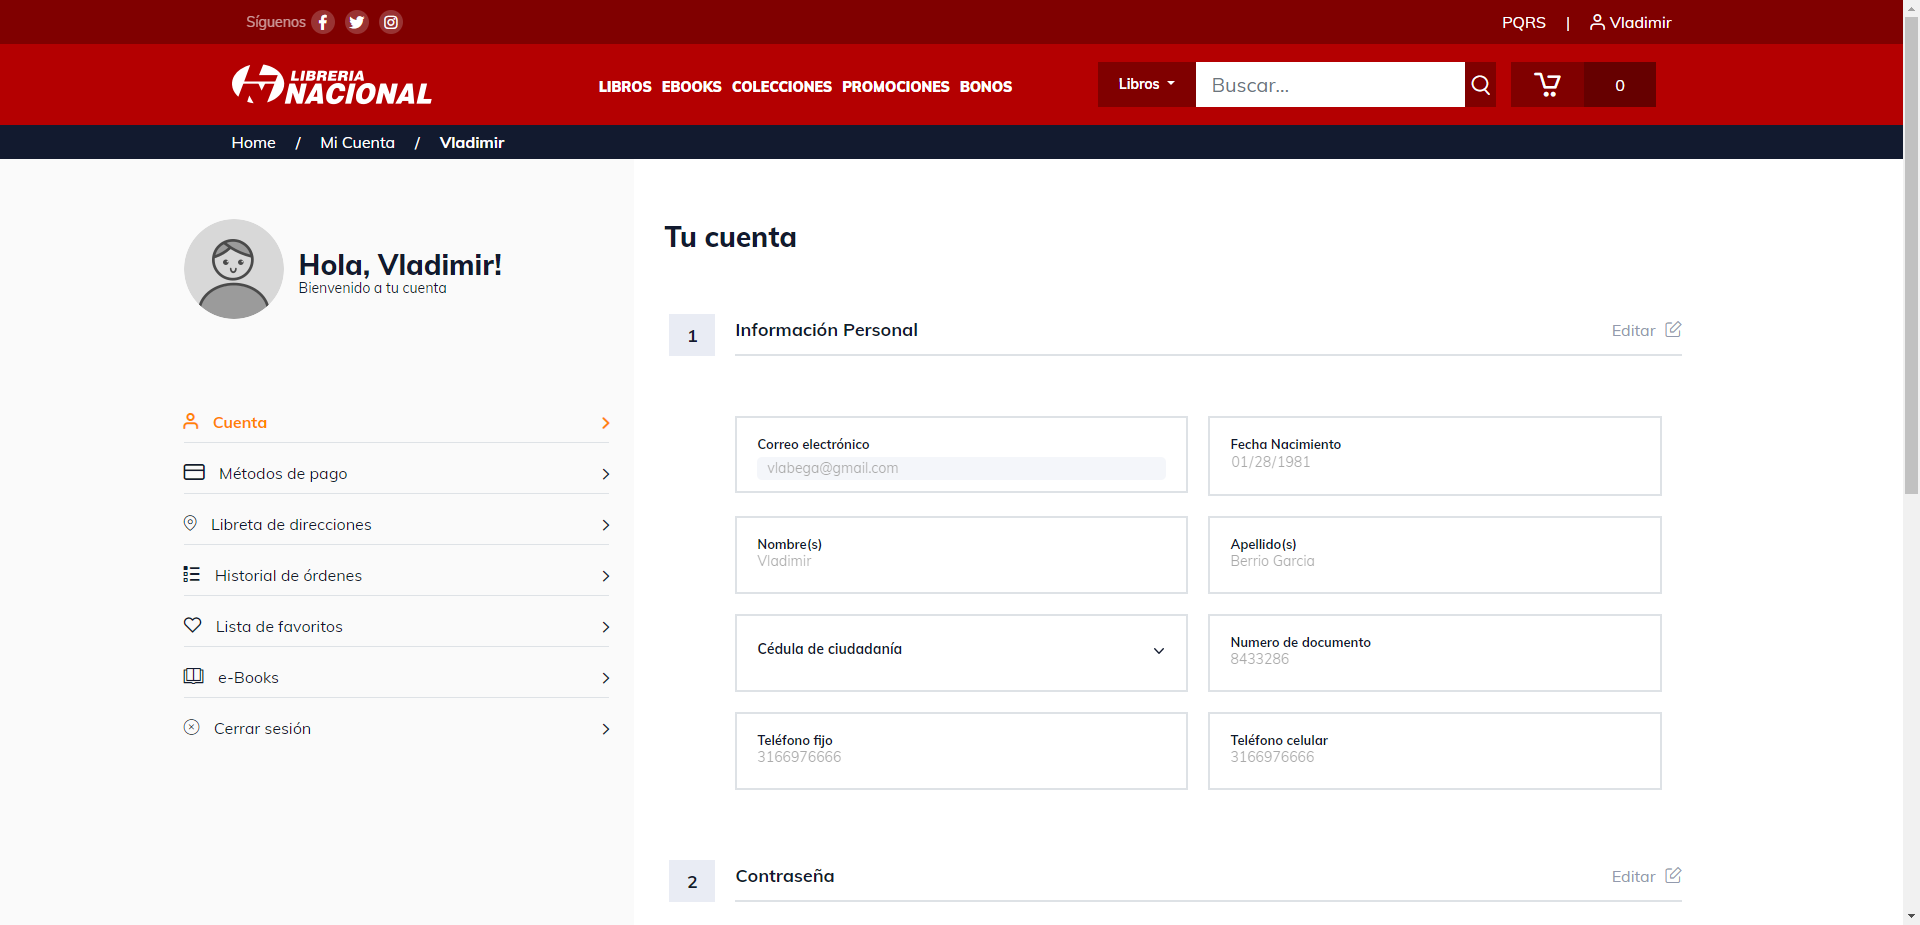 Síguenos
PQRS | Vladimir
LIBRERIA
NACIONAL
LIBROS EBOOKS COLECCIONES PROMOCIONES BONOS
Libros
Buscar...
0
Home / Mi Cuenta / Vladimir
Hola, Vladimir!
Bienvenido a tu cuenta
Cuenta
Métodos de pago
Libreta de direcciones
Historial de órdenes
Lista de favoritos
e-Books
Cerrar sesión
Tu cuenta
1 Información Personal Editar
Correo electrónico
vlabega@gmail.com
Fecha Nacimiento
01/28/1981
Nombre(s)
Vladimir
Apellido(s)
Berrio Garcia
Cédula de ciudadanía
Numero de documento
8433286
Teléfono fijo
3166976666
Teléfono celular
3166976666
2 Contraseña Editar